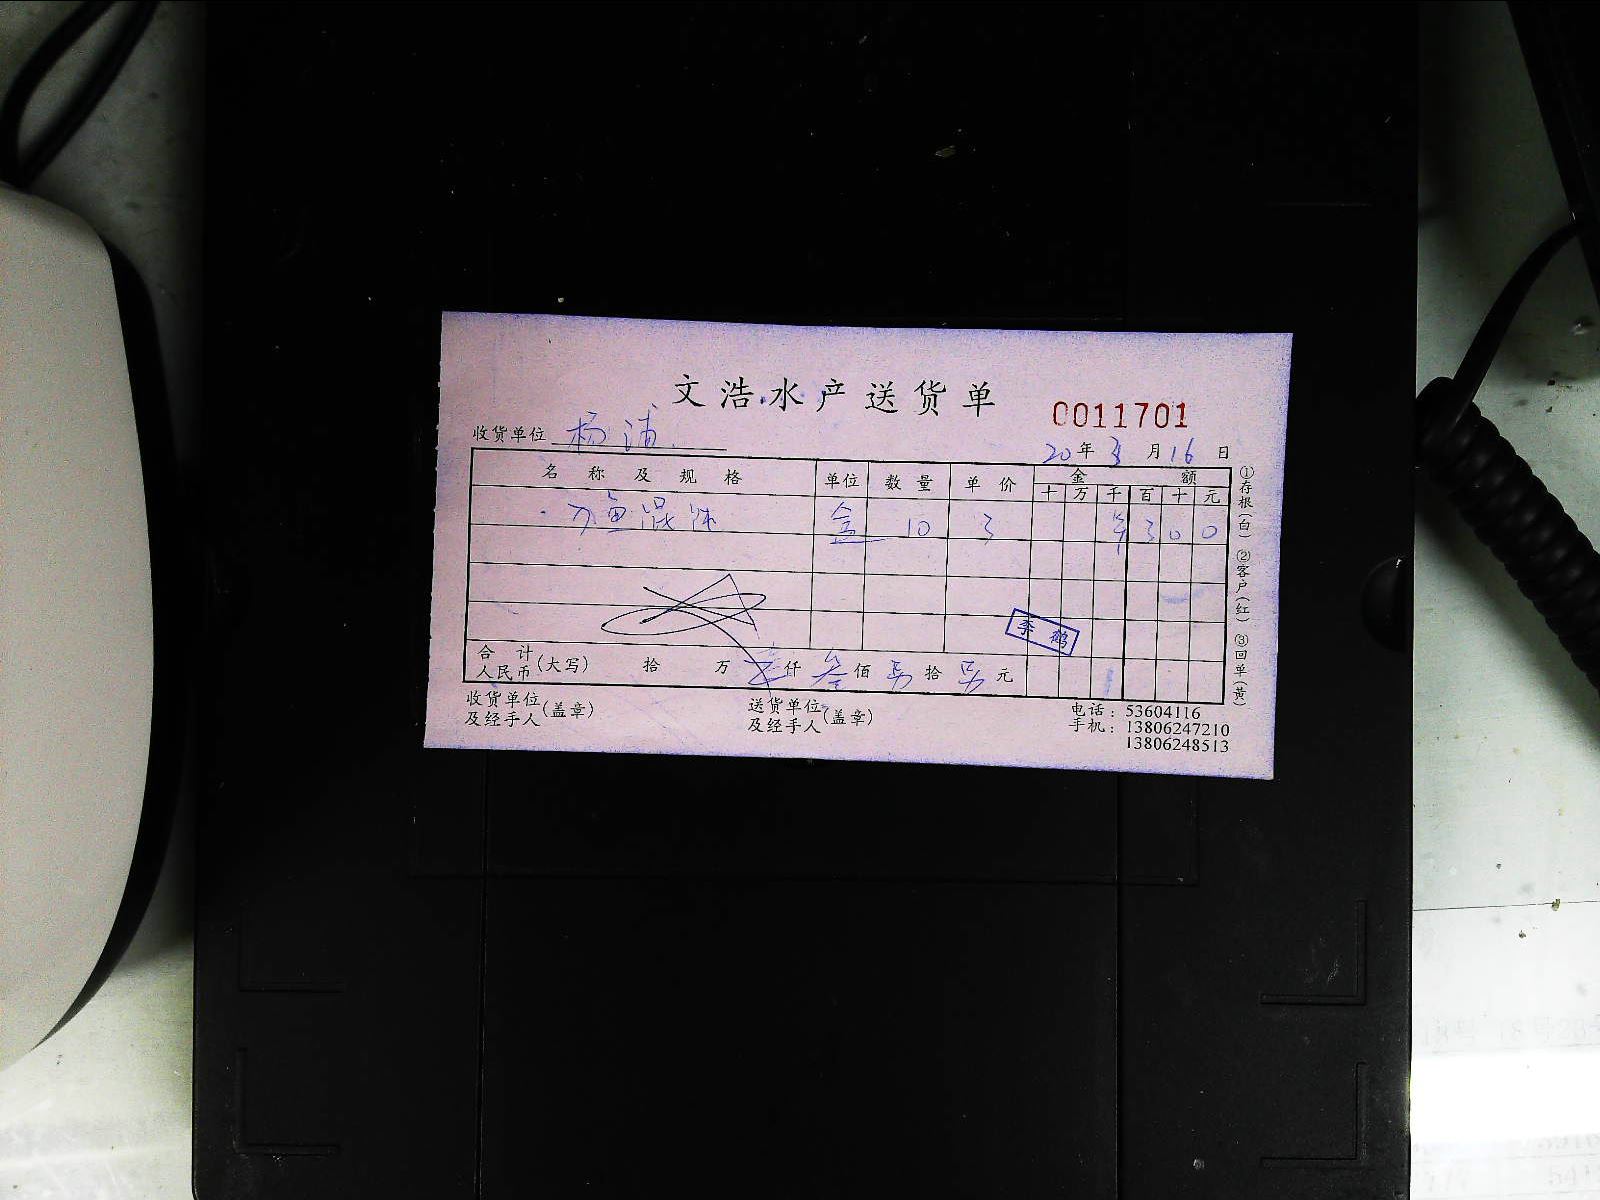 文浩水产送货单
0011701
收货单位 杨浦
20年3月16日
名称及规格 单位 数量 单价 金额
十 万 千 百 十 元
盒 10 3 300
李鹤
合计人民币(大写) 拾 万 仟 叁佰 另拾 另元
收货单位及经手人(盖章)
送货单位及经手人(盖章)
电话：53604116
手机：13806247210
13806248513
①存根(白) ②客户(红) ③回单(黄)